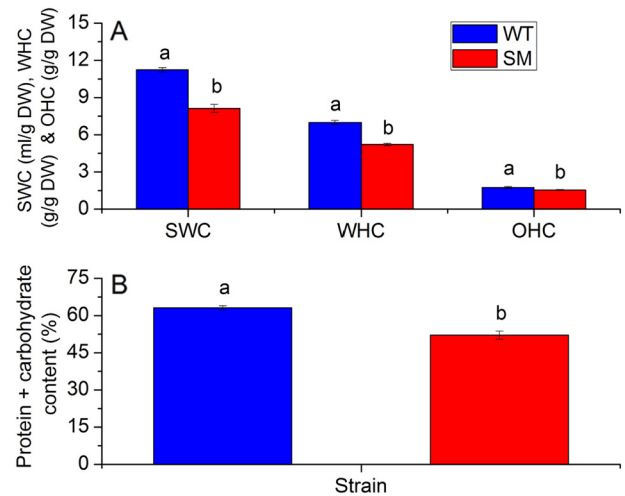 A
WT
SM
SWC (ml/g DW), WHC
(g/g DW) & OHC (g/g DW)
15
12
9
6
3
0
a
b
a
b
a
b
SWC
WHC
OHC
B
Protein + carbohydrate
content (%)
75
60
45
30
15
0
a
b
Strain